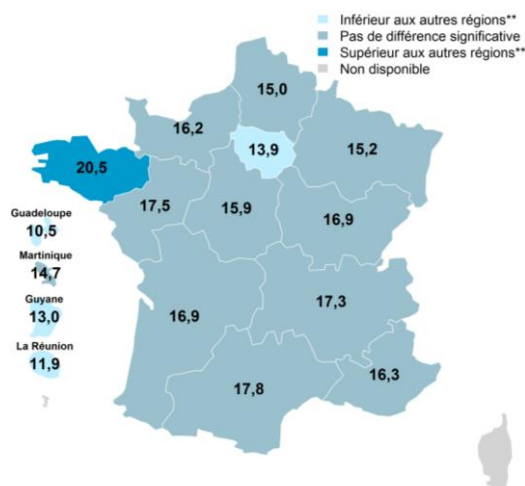 Inférieur aux autres régions**
Pas de différence significative
Supérieur aux autres régions**
Non disponible
15,0
16,2
13,9
15,2
20,5
17,5
15,9
16,9
Guadeloupe
10,5
Martinique
14,7
Guyane
13,0
La Réunion
11,9
16,9
17,3
16,3
17,8